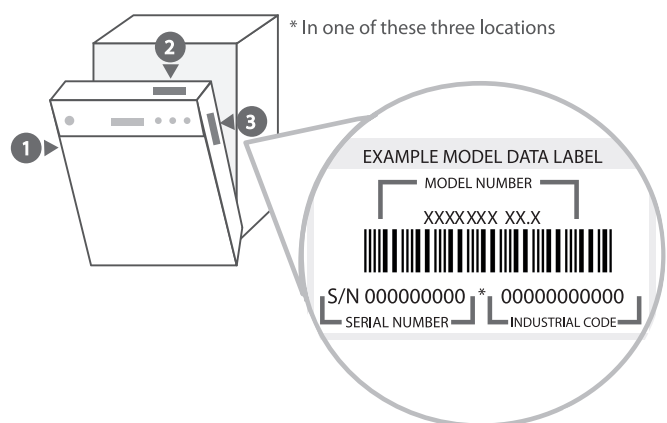 * In one of these three locations
2
3
1
EXAMPLE MODEL DATA LABEL
MODEL NUMBER
XXXXXXX XX.X
S/N 000000000 * 00000000000
SERIAL NUMBER INDUSTRIAL CODE